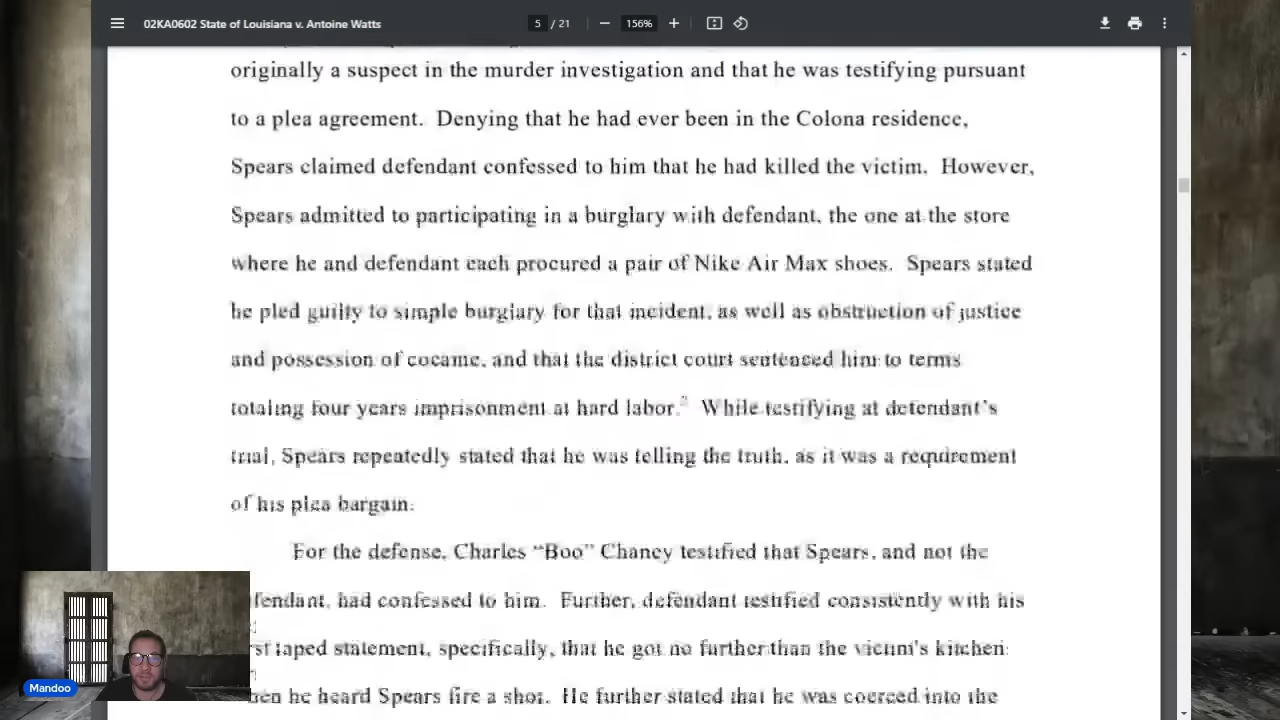 02KA0602 State of Louisiana v. Antoine Watts
5 / 21
156%
originally a suspect in the murder investigation and that he was testifying pursuant
to a plea agreement. Denying that he had ever been in the Colona residence,
Spears claimed defendant confessed to him that he had killed the victim. However,
Spears admitted to participating in a burglary with defendant, the one at the store
where he and defendant each procured a pair of Nike Air Max shoes. Spears stated
he pled guilty to simple burglary for that incident, as well as obstruction of justice
and possession of cocaine, and that the district court sentenced him to terms
totaling four years imprisonment at hard labor. While testifying at defendant's
trial, Spears repeatedly stated that he was telling the truth, as it was a requirement
of his plea bargain.
For the defense, Charles “Boo” Chancy testified that Spears, and not the
fendant, had confessed to him. Further, defendant testified consistently with his
st taped statement, specifically, that he got no further than the victim's kitchen
hen he heard Spears fire a shot. He further stated that he was coerced into the
Mandoo